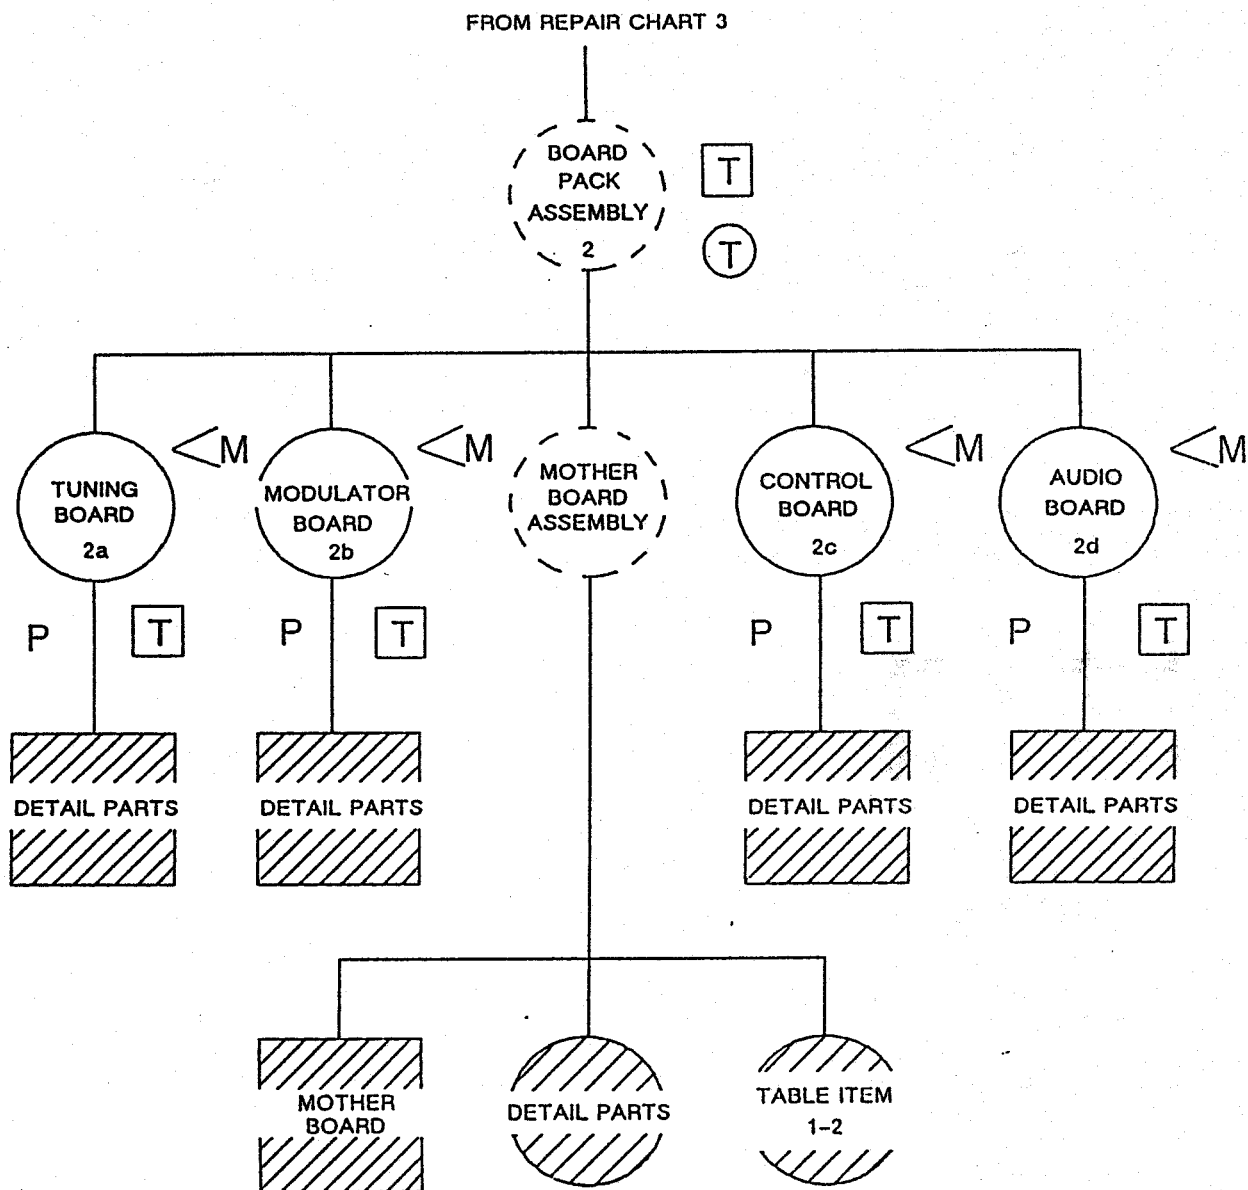 FROM REPAIR CHART 3
BOARD
PACK
ASSEMBLY
2
T
T
TUNING
BOARD
2a
M
MODULATOR
BOARD
2b
M
MOTHER
BOARD
ASSEMBLY
CONTROL
BOARD
2c
M
AUDIO
BOARD
2d
M
P
T
P
T
P
T
P
T
DETAIL PARTS
DETAIL PARTS
DETAIL PARTS
DETAIL PARTS
MOTHER
BOARD
DETAIL PARTS
TABLE ITEM
1-2